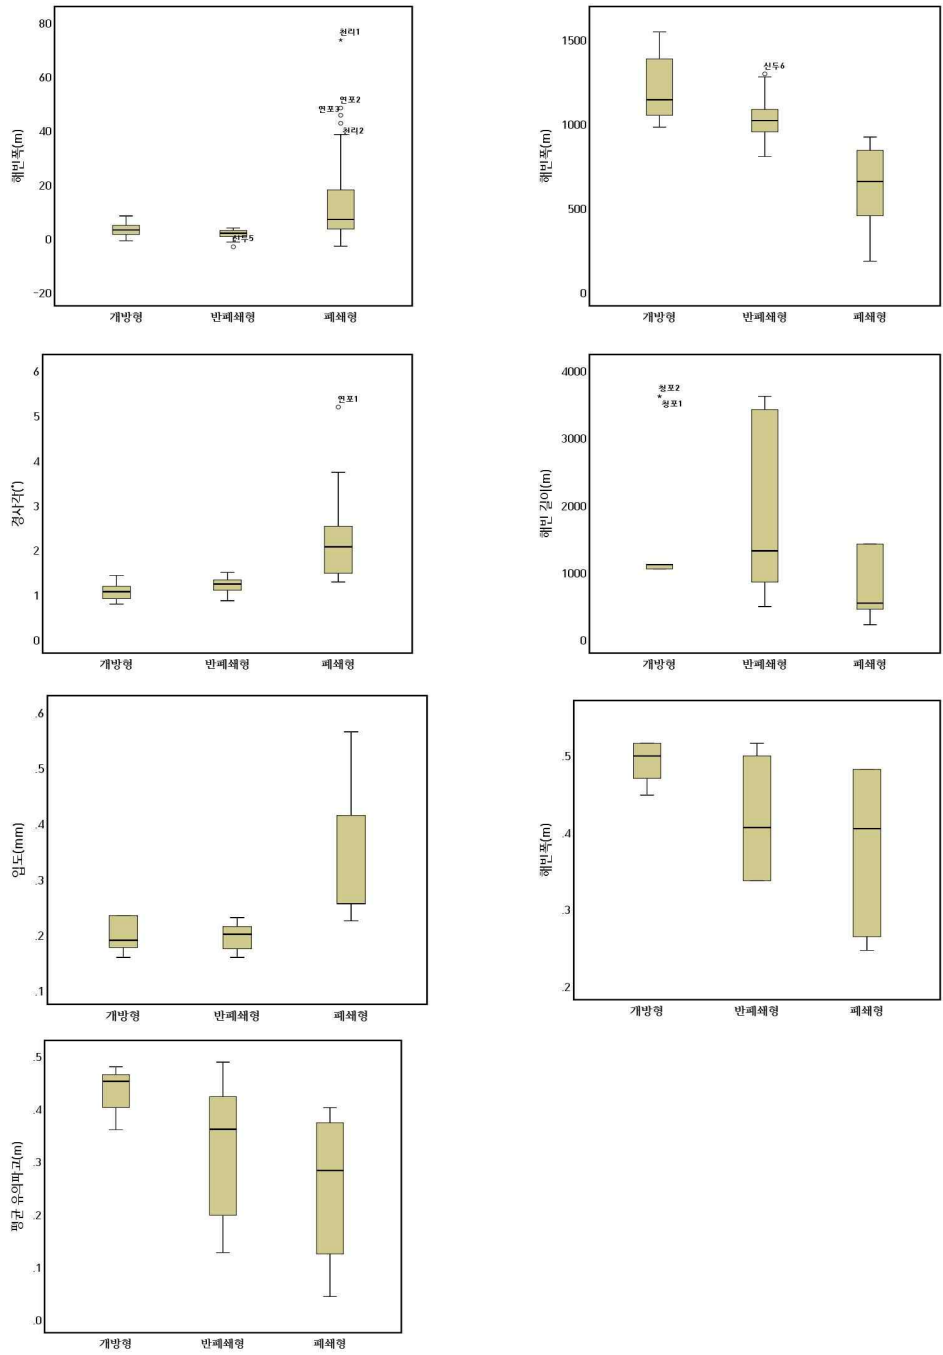 해빈폭(m)
80
60
40
20
0
-20
천리1
연포2
연포3
천리2
신두5
개방형
반폐쇄형
폐쇄형
해빈폭(m)
1500
1000
500
0
신두6
개방형
반폐쇄형
폐쇄형
경사각(°)
6
5
4
3
2
1
0
연포1
개방형
반폐쇄형
폐쇄형
해빈 길이(m)
4000
3000
2000
1000
0
청포2
청포1
개방형
반폐쇄형
폐쇄형
입도(mm)
.6
.5
.4
.3
.2
.1
개방형
반폐쇄형
폐쇄형
해빈폭(m)
.5
.4
.3
.2
개방형
반폐쇄형
폐쇄형
평균 유의파고(m)
.5
.4
.3
.2
.1
.0
개방형
반폐쇄형
폐쇄형